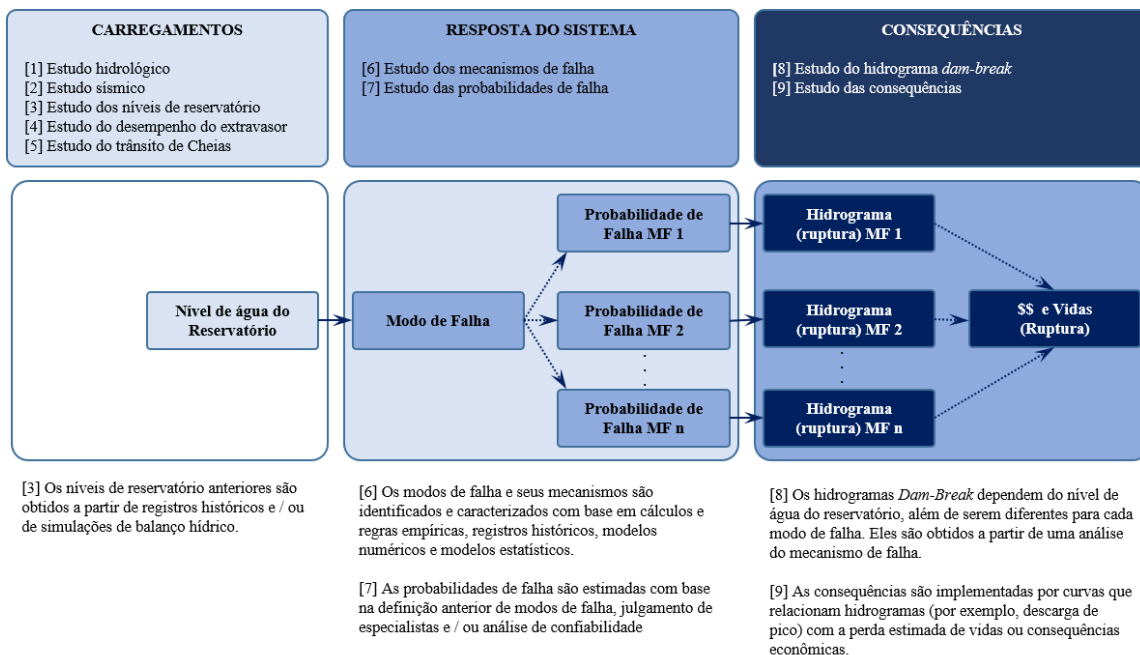 CARREGAMENTOS
[1] Estudo hidrológico
[2] Estudo sísmico
[3] Estudo dos níveis de reservatório
[4] Estudo do desempenho do extravasor
[5] Estudo do trânsito de Cheias
RESPOSTA DO SISTEMA
[6] Estudo dos mecanismos de falha
[7] Estudo das probabilidades de falha
CONSEQUÊNCIAS
[8] Estudo do hidrograma dam-break
[9] Estudo das consequências
Nível de água do
Reservatório
Modo de Falha
Probabilidade de
Falha MF 1
Probabilidade de
Falha MF 2
Probabilidade de
Falha MF n
Hidrograma
(ruptura) MF 1
Hidrograma
(ruptura) MF 2
Hidrograma
(ruptura) MF n
$$ e Vidas
(Ruptura)
[3] Os níveis de reservatório anteriores são
obtidos a partir de registros históricos e / ou
de simulações de balanço hídrico.
[6] Os modos de falha e seus mecanismos são
identificados e caracterizados com base em cálculos e
regras empíricas, registros históricos, modelos
numéricos e modelos estatísticos.
[7] As probabilidades de falha são estimadas com base
na definição anterior de modos de falha, julgamento de
especialistas e / ou análise de confiabilidade
[8] Os hidrogramas Dam-Break dependem do nível de
água do reservatório, além de serem diferentes para cada
modo de falha. Eles são obtidos a partir de uma análise
do mecanismo de falha.
[9] As consequências são implementadas por curvas que
relacionam hidrogramas (por exemplo, descarga de
pico) com a perda estimada de vidas ou consequências
econômicas.